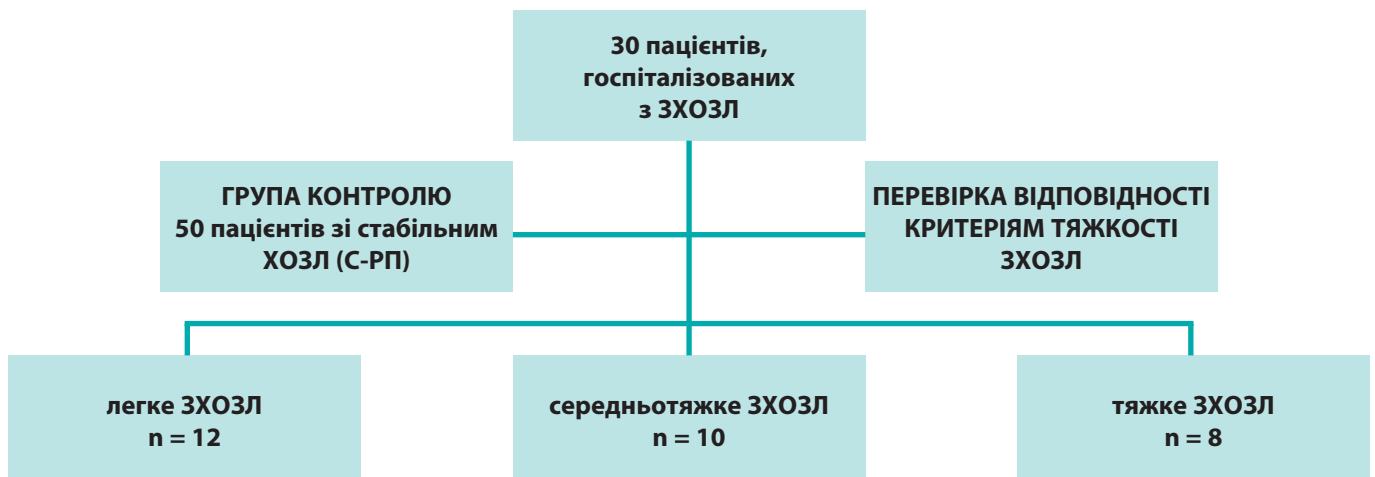 30 пацієнтів,
госпіталізованих
з ЗХОЗЛ
ГРУПА КОНТРОЛЮ
50 пацієнтів зі стабільним
ХОЗЛ (С-РП)
ПЕРЕВІРКА ВІДПОВІДНОСТІ
КРИТЕРІЯМ ТЯЖКОСТІ
ЗХОЗЛ
легке ЗХОЗЛ
n = 12
середньотяжке ЗХОЗЛ
n = 10
тяжке ЗХОЗЛ
n = 8